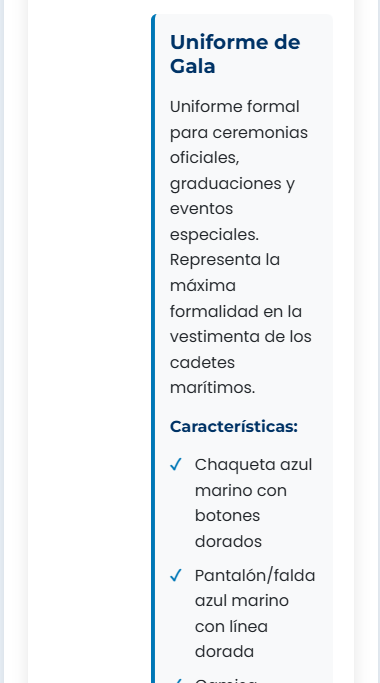 Uniforme de
Gala
Uniforme formal
para ceremonias
oficiales,
graduaciones y
eventos
especiales.
Representa la
máxima
formalidad en la
vestimenta de los
cadetes
marítimos.
Características:
✓ Chaqueta azul
marino con
botones
dorados
✓ Pantalón/falda
azul marino
con línea
dorada